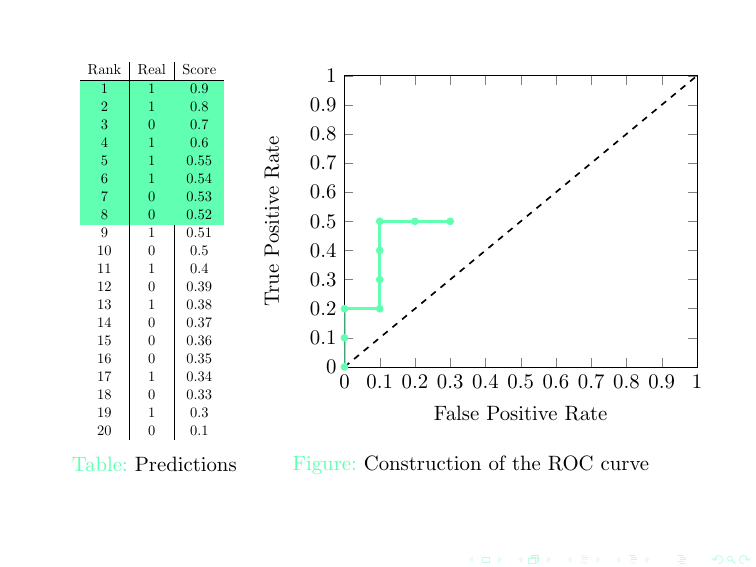 Rank Real Score
1 1 0.9
2 1 0.8
3 0 0.7
4 1 0.6
5 1 0.55
6 1 0.54
7 0 0.53
8 0 0.52
9 1 0.51
10 0 0.5
11 1 0.4
12 0 0.39
13 1 0.38
14 0 0.37
15 0 0.36
16 0 0.35
17 1 0.34
18 0 0.33
19 1 0.3
20 0 0.1
Table: Predictions
True Positive Rate
1
0.9
0.8
0.7
0.6
0.5
0.4
0.3
0.2
0.1
0
0 0.1 0.2 0.3 0.4 0.5 0.6 0.7 0.8 0.9 1
False Positive Rate
Figure: Construction of the ROC curve